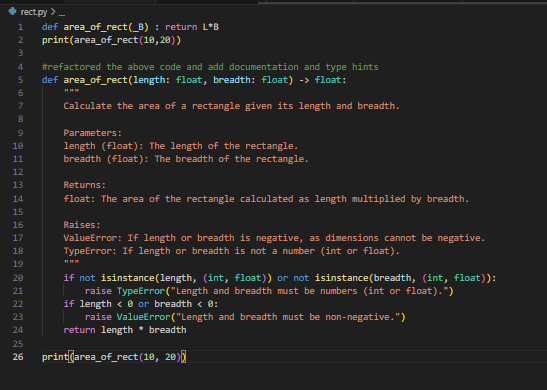 rect.py > ...
1 def area_of_rect(_B) : return L*B
2 print(area_of_rect(10,20))
3
4 #refactored the above code and add documentation and type hints
5 def area_of_rect(length: float, breadth: float) -> float:
6 """
7 Calculate the area of a rectangle given its length and breadth.
8
9 Parameters:
10 length (float): The length of the rectangle.
11 breadth (float): The breadth of the rectangle.
12
13 Returns:
14 float: The area of the rectangle calculated as length multiplied by breadth.
15
16 Raises:
17 ValueError: If length or breadth is negative, as dimensions cannot be negative.
18 TypeError: If length or breadth is not a number (int or float).
19 """
20 if not isinstance(length, (int, float)) or not isinstance(breadth, (int, float)):
21 raise TypeError("Length and breadth must be numbers (int or float).")
22 if length < 0 or breadth < 0:
23 raise ValueError("Length and breadth must be non-negative.")
24 return length * breadth
25
26 print(area_of_rect(10, 20))